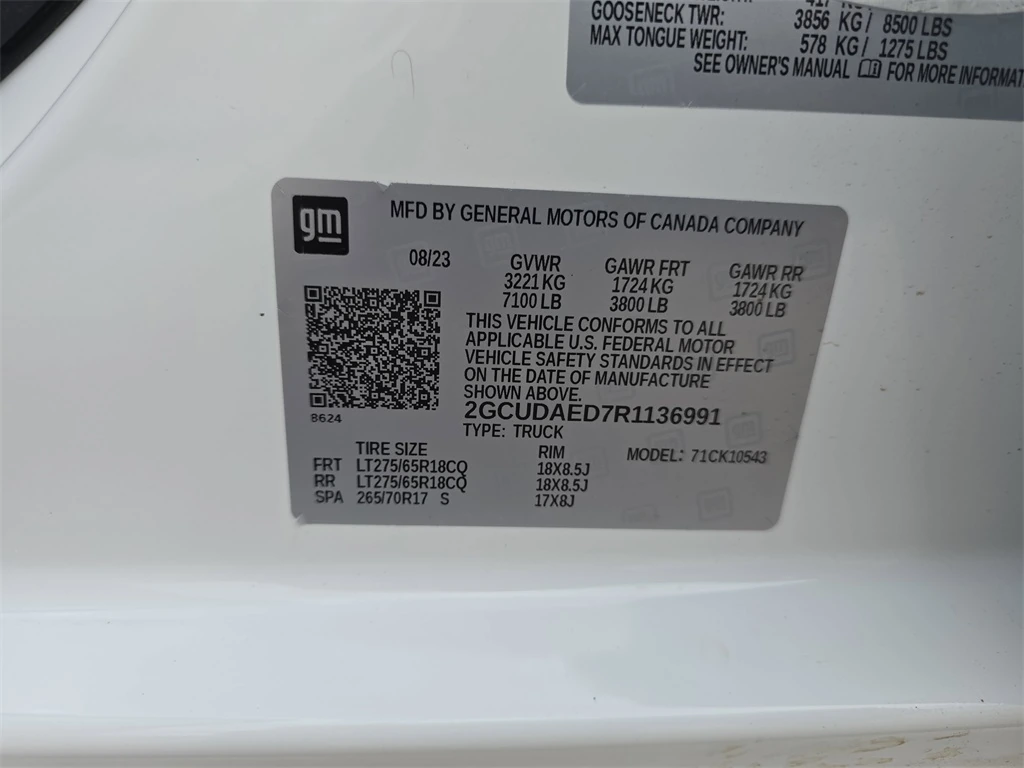 GOOSENECK TWR: 3856 KG / 8500 LBS
MAX TONGUE WEIGHT: 578 KG / 1275 LBS
SEE OWNER'S MANUAL FOR MORE
gm
MFD BY GENERAL MOTORS OF CANADA COMPANY
08/23 GVWR GAWR FRT GAWR RR
3221 KG 1724 KG 1724 KG
7100 LB 3800 LB 3800 LB
THIS VEHICLE CONFORMS TO ALL
APPLICABLE U.S. FEDERAL MOTOR
VEHICLE SAFETY STANDARDS IN EFFECT
ON THE DATE OF MANUFACTURE
SHOWN ABOVE.
2GCUDAED7R1136991
8624
TYPE: TRUCK
TIRE SIZE RIM MODEL: 71CK10543
FRT LT275/65R18CQ 18X8.5J
RR LT275/65R18CQ 18X8.5J
SPA 265/70R17 S 17X8J